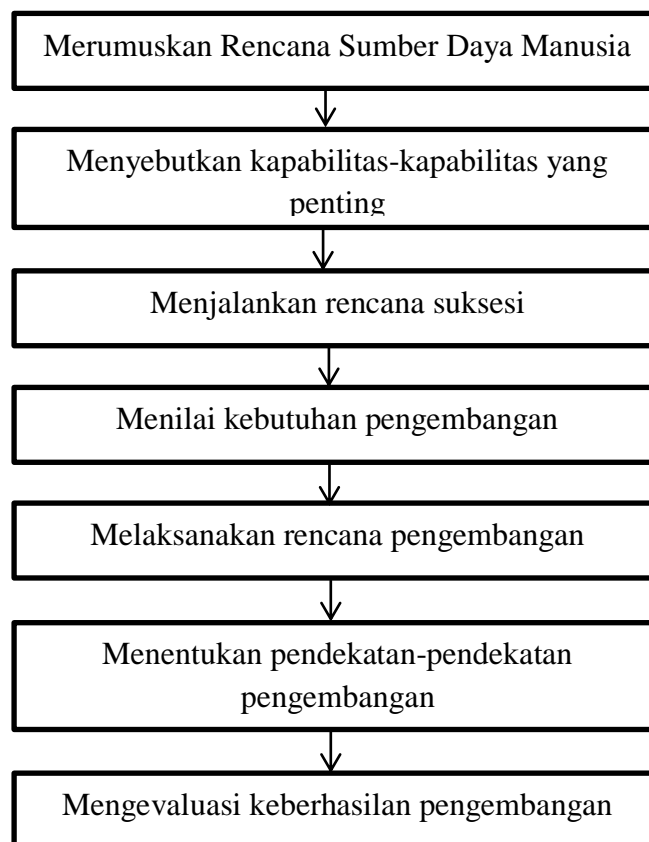 Merumuskan Rencana Sumber Daya Manusia
Menyebutkan kapabilitas-kapabilitas yang
penting
Menjalankan rencana suksesi
Menilai kebutuhan pengembangan
Melaksanakan rencana pengembangan
Menentukan pendekatan-pendekatan
pengembangan
Mengevaluasi keberhasilan pengembangan